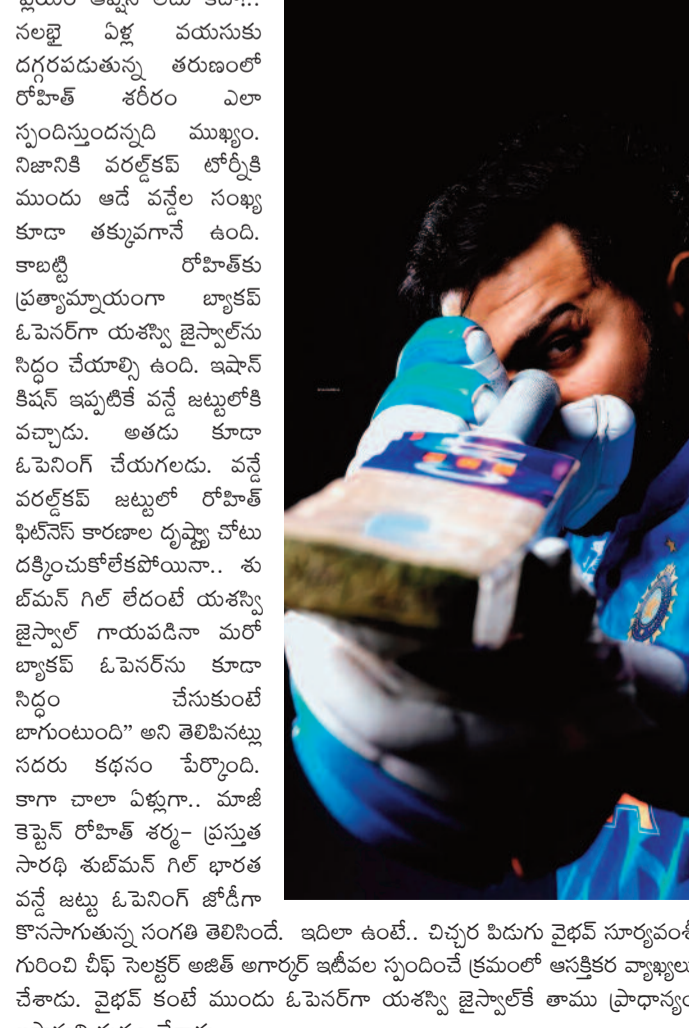 నలభై ఏళ్ల వయసుకు
దగ్గరపడుతున్న తరుణంలో
రోహిత్ శరీరం ఎలా
స్పందిస్తుందన్నది ముఖ్యం.
నిజానికి వరల్డ్‌కప్ టోర్నీకి
ముందు ఆడే వన్డేల సంఖ్య
కూడా తక్కువగానే ఉంది.
కాబట్టి రోహిత్‌కు
ప్రత్యామ్నాయంగా బ్యాకప్
ఓపెనర్‌గా యశస్వి జైస్వాల్‌ను
సిద్ధం చేయాల్సి ఉంది. ఇషాన్
కిషన్ ఇప్పటికే వన్డే జట్టులోకి
వచ్చాడు. అతడు కూడా
ఓపెనింగ్ చేయగలడు. వన్డే
వరల్డ్‌కప్ జట్టులో రోహిత్
ఫిట్‌నెస్ కారణాల దృష్ట్యా చోటు
దక్కించుకోలేకపోయినా.. శు
బ్‌మన్ గిల్ లేదంటే యశస్వి
జైస్వాల్ గాయపడినా మరో
బ్యాకప్ ఓపెనర్‌ను కూడా
సిద్ధం చేసుకుంటే
బాగుంటుంది” అని తెలిపినట్లు
సదరు కథనం పేర్కొంది.
కాగా చాలా ఏళ్లుగా.. మాజీ
కెప్టెన్ రోహిత్ శర్మ- ప్రస్తుత
సారథి శుబ్‌మన్ గిల్ భారత
వన్డే జట్టు ఓపెనింగ్ జోడీగా
కొనసాగుతున్న సంగతి తెలిసిందే. ఇదిలా ఉంటే.. చిచ్చర పిడుగు వైభవ్ సూర్యవంశీ
గురించి చీఫ్ సెలక్టర్ అజిత్ అగార్కర్ ఇటీవల స్పందించే క్రమంలో ఆసక్తికర వ్యాఖ్యలు
చేశాడు. వైభవ్ కంటే ముందు ఓపెనర్‌గా యశస్వి జైస్వాల్‌కే తాము ప్రాధాన్యం